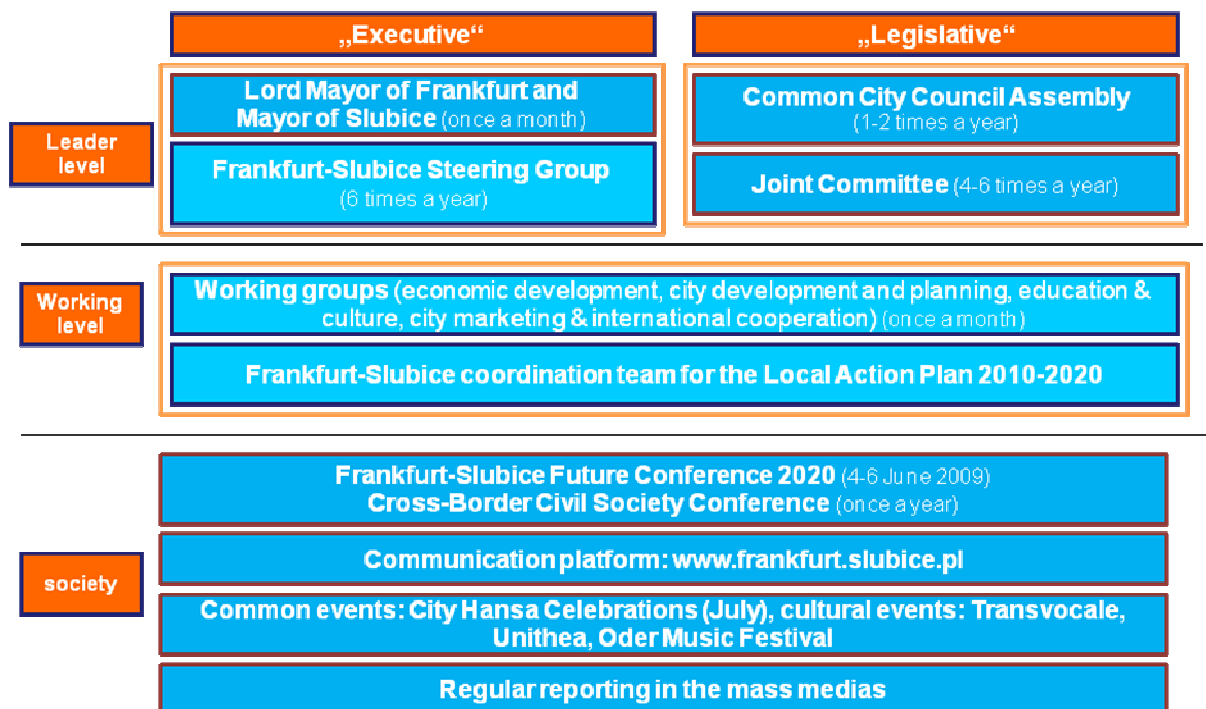 „Executive“
„Legislative“
Leader
level
Lord Mayor of Frankfurt and
Mayor of Slubice (once a month)
Frankfurt-Slubice Steering Group
(6 times a year)
Common City Council Assembly
(1-2 times a year)
Joint Committee (4-6 times a year)
Working
level
Working groups (economic development, city development and planning, education &
culture, city marketing & international cooperation) (once a month)
Frankfurt-Slubice coordination team for the Local Action Plan 2010-2020
society
Frankfurt-Slubice Future Conference 2020 (4-6 June 2009)
Cross-Border Civil Society Conference (once a year)
Communication platform: www.frankfurt.slubice.pl
Common events: City Hansa Celebrations (July), cultural events: Transvocale,
Unithea, Oder Music Festival
Regular reporting in the mass medias